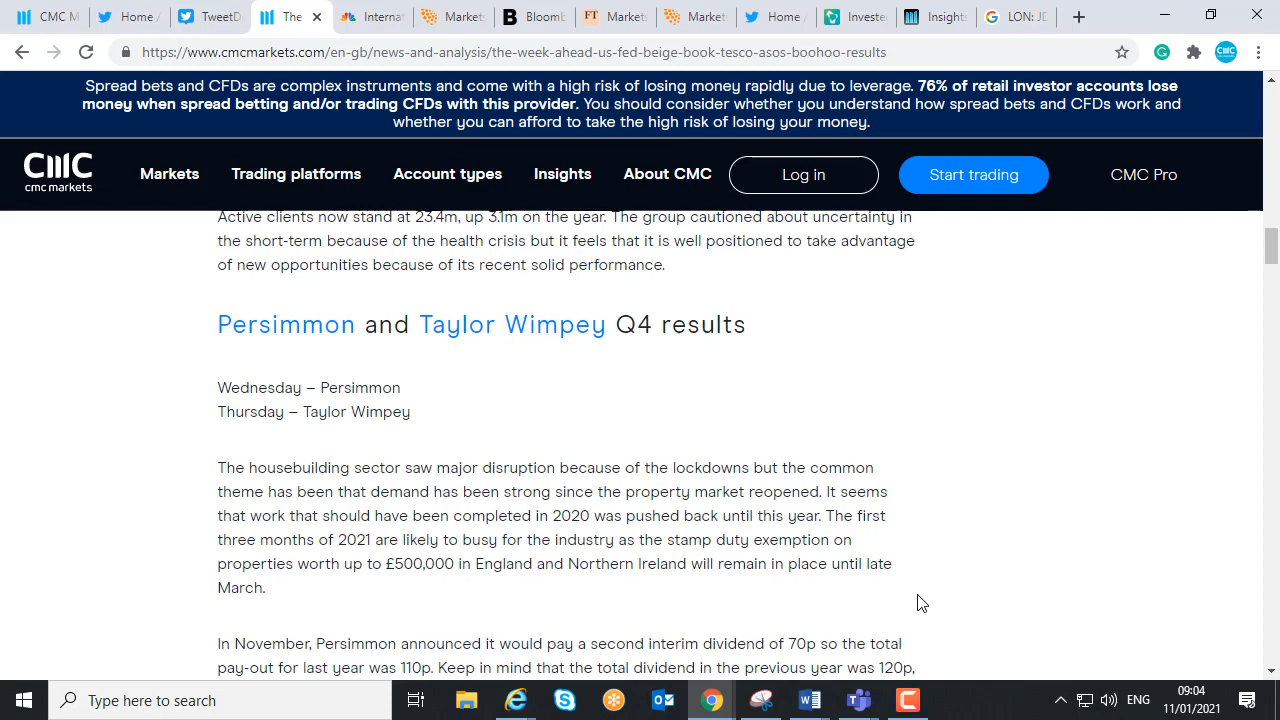 CMC M
Home /
TweetD
The
Interna
Market:
Bloomb
Market:
Market:
Home /
Investe
Insights
LON: JD
https://www.cmcmarkets.com/en-gb/news-and-analysis/the-week-ahead-us-fed-beige-book-tesco-asos-boohoo-results
Spread bets and CFDs are complex instruments and come with a high risk of losing money rapidly due to leverage. 76% of retail investor accounts lose
money when spread betting and/or trading CFDs with this provider. You should consider whether you understand how spread bets and CFDs work and
whether you can afford to take the high risk of losing your money.
cmc markets
Markets
Trading platforms
Account types
Insights
About CMC
Log in
Start trading
CMC Pro
Active clients now stand at 23.4m, up 3.1m on the year. The group cautioned about uncertainty in
the short-term because of the health crisis but it feels that it is well positioned to take advantage
of new opportunities because of its recent solid performance.
Persimmon and Taylor Wimpey Q4 results
Wednesday – Persimmon
Thursday – Taylor Wimpey
The housebuilding sector saw major disruption because of the lockdowns but the common
theme has been that demand has been strong since the property market reopened. It seems
that work that should have been completed in 2020 was pushed back until this year. The first
three months of 2021 are likely to busy for the industry as the stamp duty exemption on
properties worth up to £500,000 in England and Northern Ireland will remain in place until late
March.
In November, Persimmon announced it would pay a second interim dividend of 70p so the total
pay-out for last year was 110p. Keep in mind that the total dividend in the previous year was 120p,
Type here to search
ENG
09:04
11/01/2021